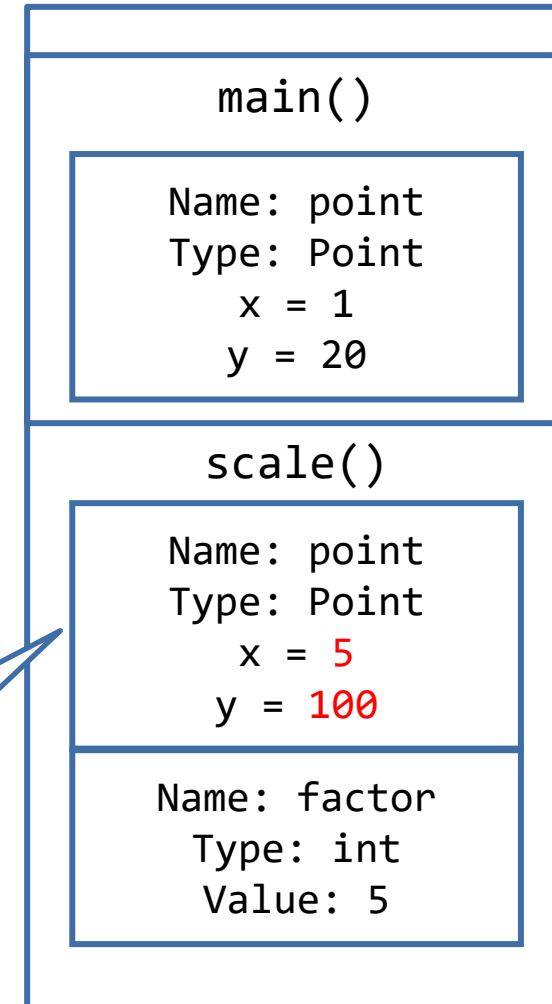 main()
Name: point
Type: Point
x = 1
y = 20
scale()
Name: point
Type: Point
x = 5
y = 100
Name: factor
Type: int
Value: 5